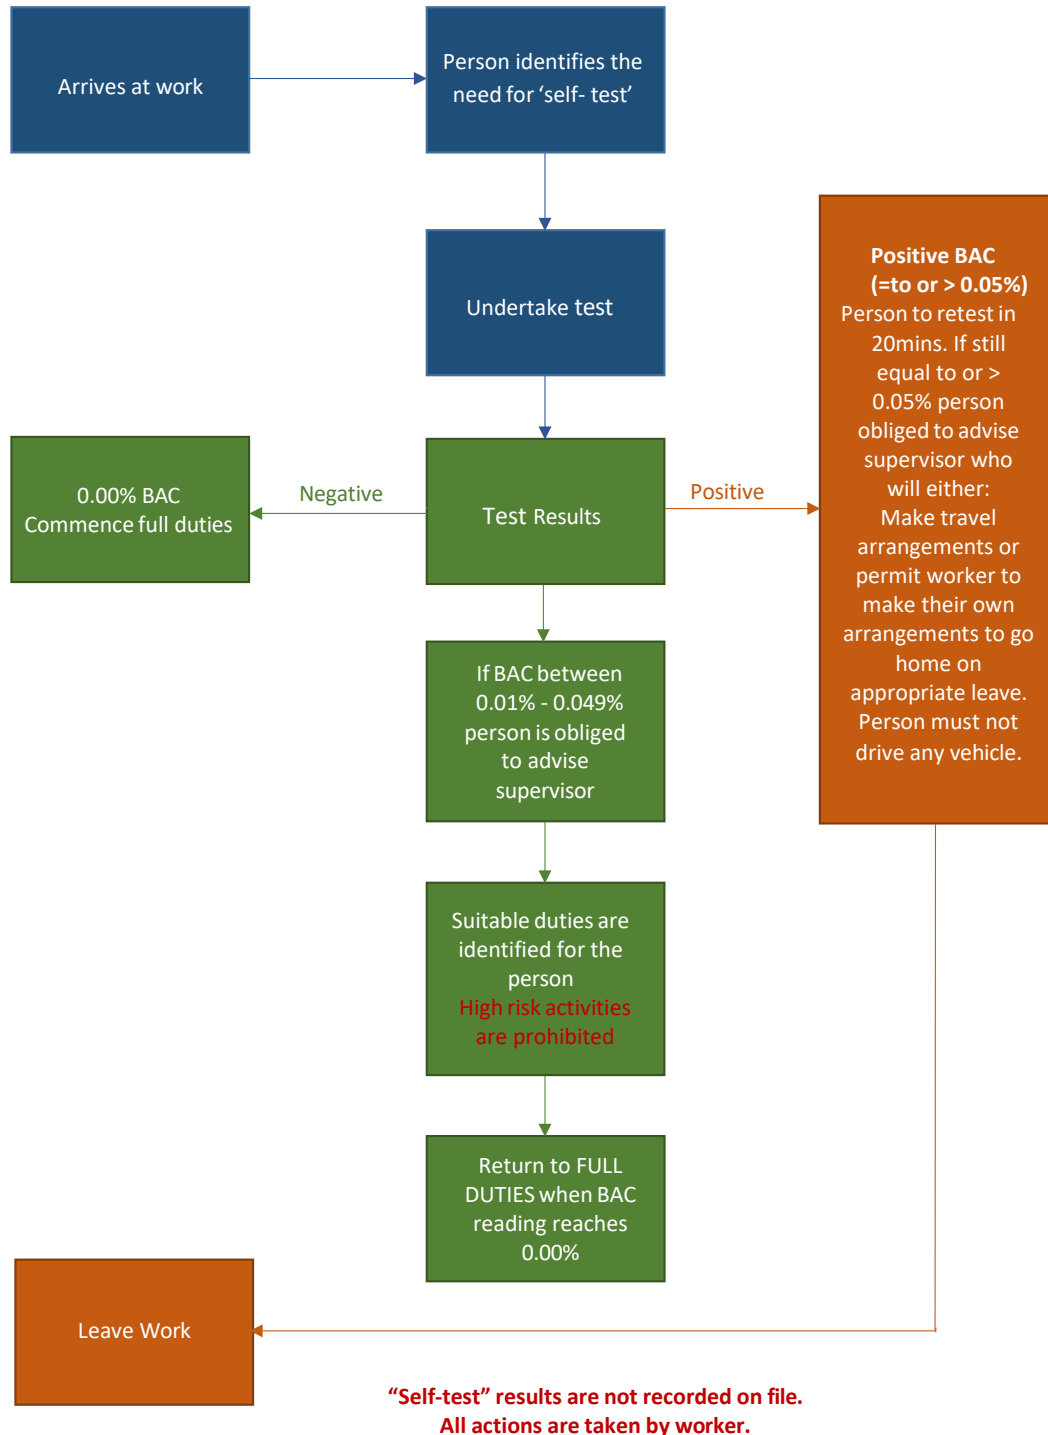 Arrives at work
Person identifies the
need for ‘self- test’
Undertake test
Positive BAC
(=to or > 0.05%)
Person to retest in
20mins. If still
equal to or >
0.05% person
obliged to advise
supervisor who
will either:
Make travel
arrangements or
permit worker to
make their own
arrangements to go
home on
appropriate leave.
Person must not
drive any vehicle.
0.00% BAC
Commence full duties
Negative
Test Results
Positive
If BAC between
0.01% - 0.049%
person is obliged
to advise
supervisor
Suitable duties are
identified for the
person
High risk activities
are prohibited
Return to FULL
DUTIES when BAC
reading reaches
0.00%
Leave Work
“Self-test” results are not recorded on file.
All actions are taken by worker.